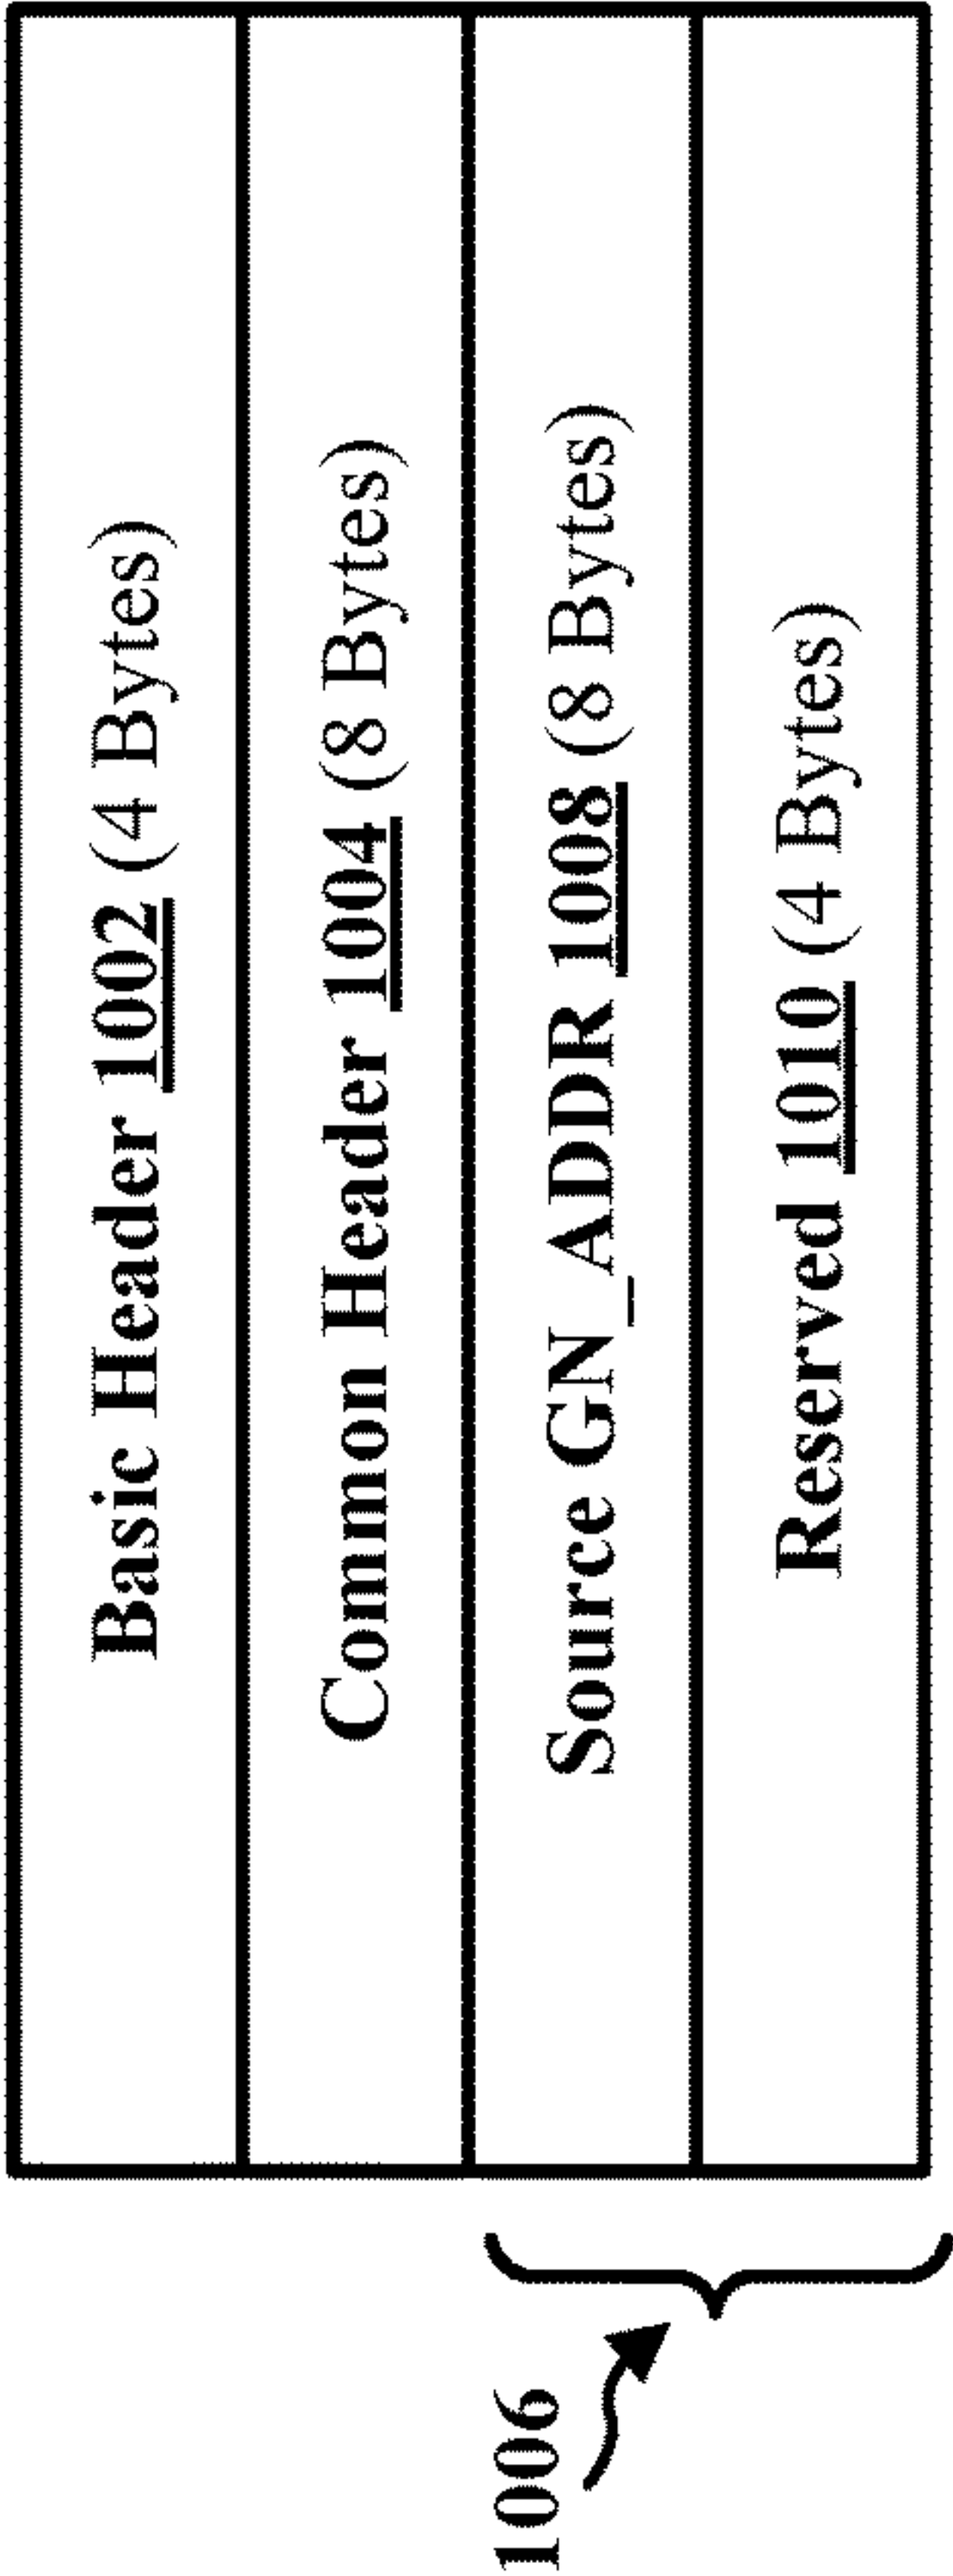 Basic Header 1002 (4 Bytes)
Common Header 1004 (8 Bytes)
Source GN_ADDR 1008 (8 Bytes)
Reserved 1010 (4 Bytes)
1006